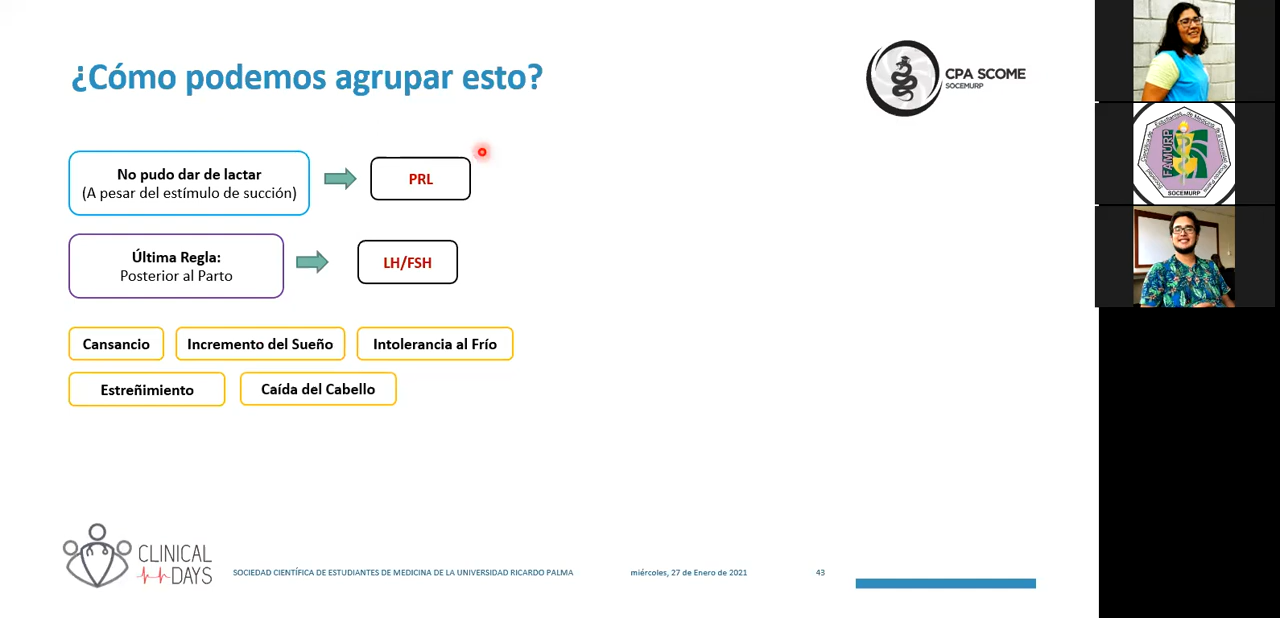 ¿Cómo podemos agrupar esto?
CPA SCOME
SOCEMURP
No pudo dar de lactar
(A pesar del estímulo de succión)
PRL
Última Regla:
Posterior al Parto
LH/FSH
Cansancio
Incremento del Sueño
Intolerancia al Frío
Estreñimiento
Caída del Cabello
CLINICAL
DAYS
SOCIEDAD CIENTÍFICA DE ESTUDIANTES DE MEDICINA DE LA UNIVERSIDAD RICARDO PALMA
miércoles, 27 de Enero de 2021
43
FAMURP
SOCEMURP